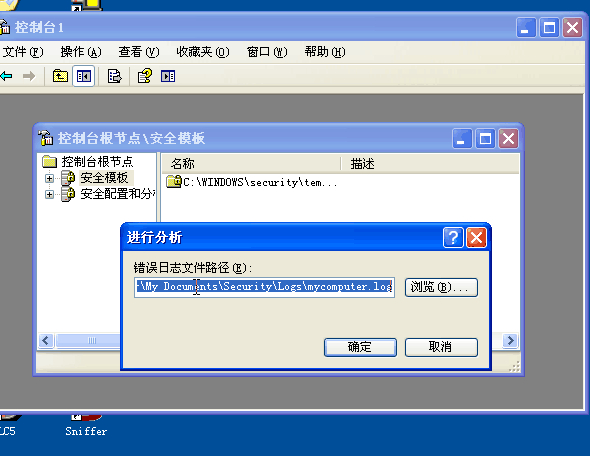 控制台1
文件(F) 操作(A) 查看(V) 收藏夹(O) 窗口(W) 帮助(H)
控制台根节点\安全模板
控制台根节点
安全模板
安全配置和分
名称 描述
C:\WINDOWS\security\tem...
进行分析
错误日志文件路径(E):
\My Documents\Security\Logs\mycomputer.log
浏览(B)...
确定 取消
LC5 Sniffer